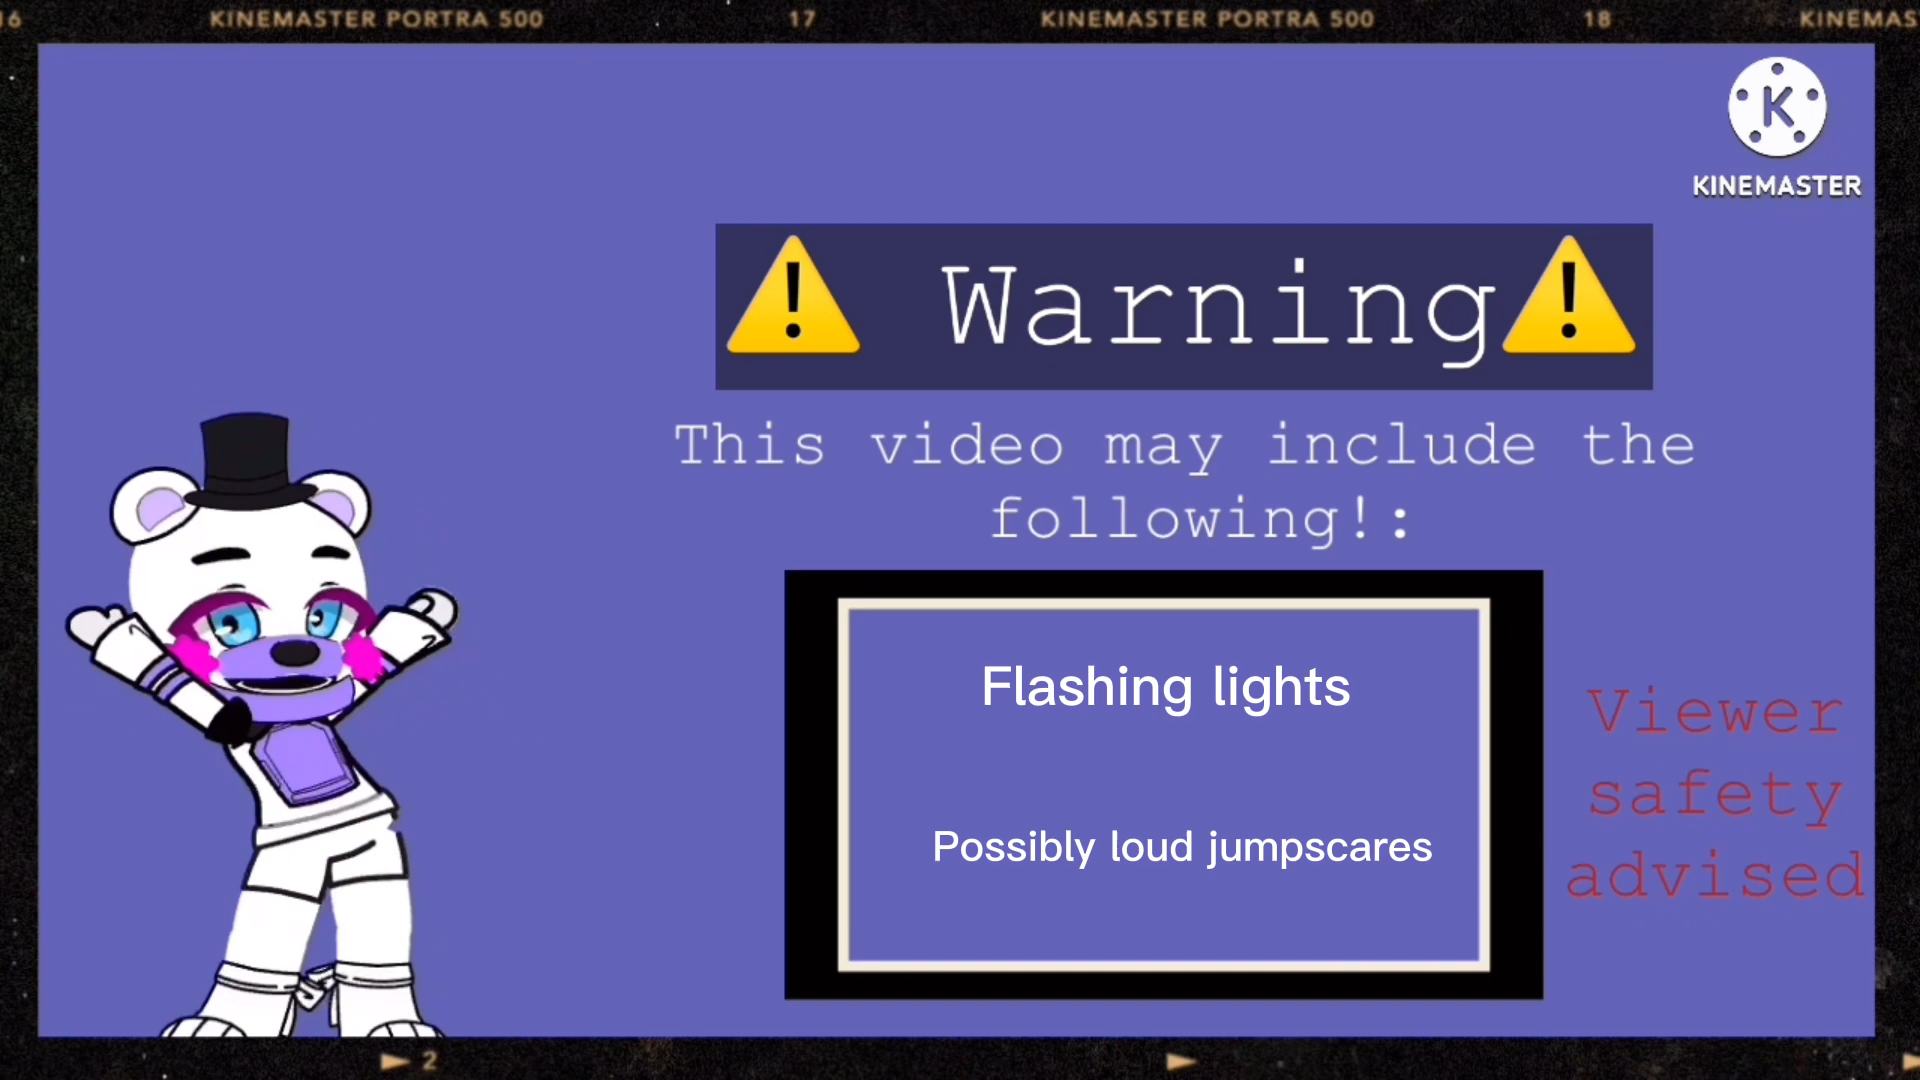 16 KINEMASTER PORTRA 500 17 KINEMASTER PORTRA 500 18 KINEMAS
K
KINEMASTER
⚠️ Warning⚠️
This video may include the
following!:
Flashing lights
Possibly loud jumpscares
Viewer
safety
advised
2